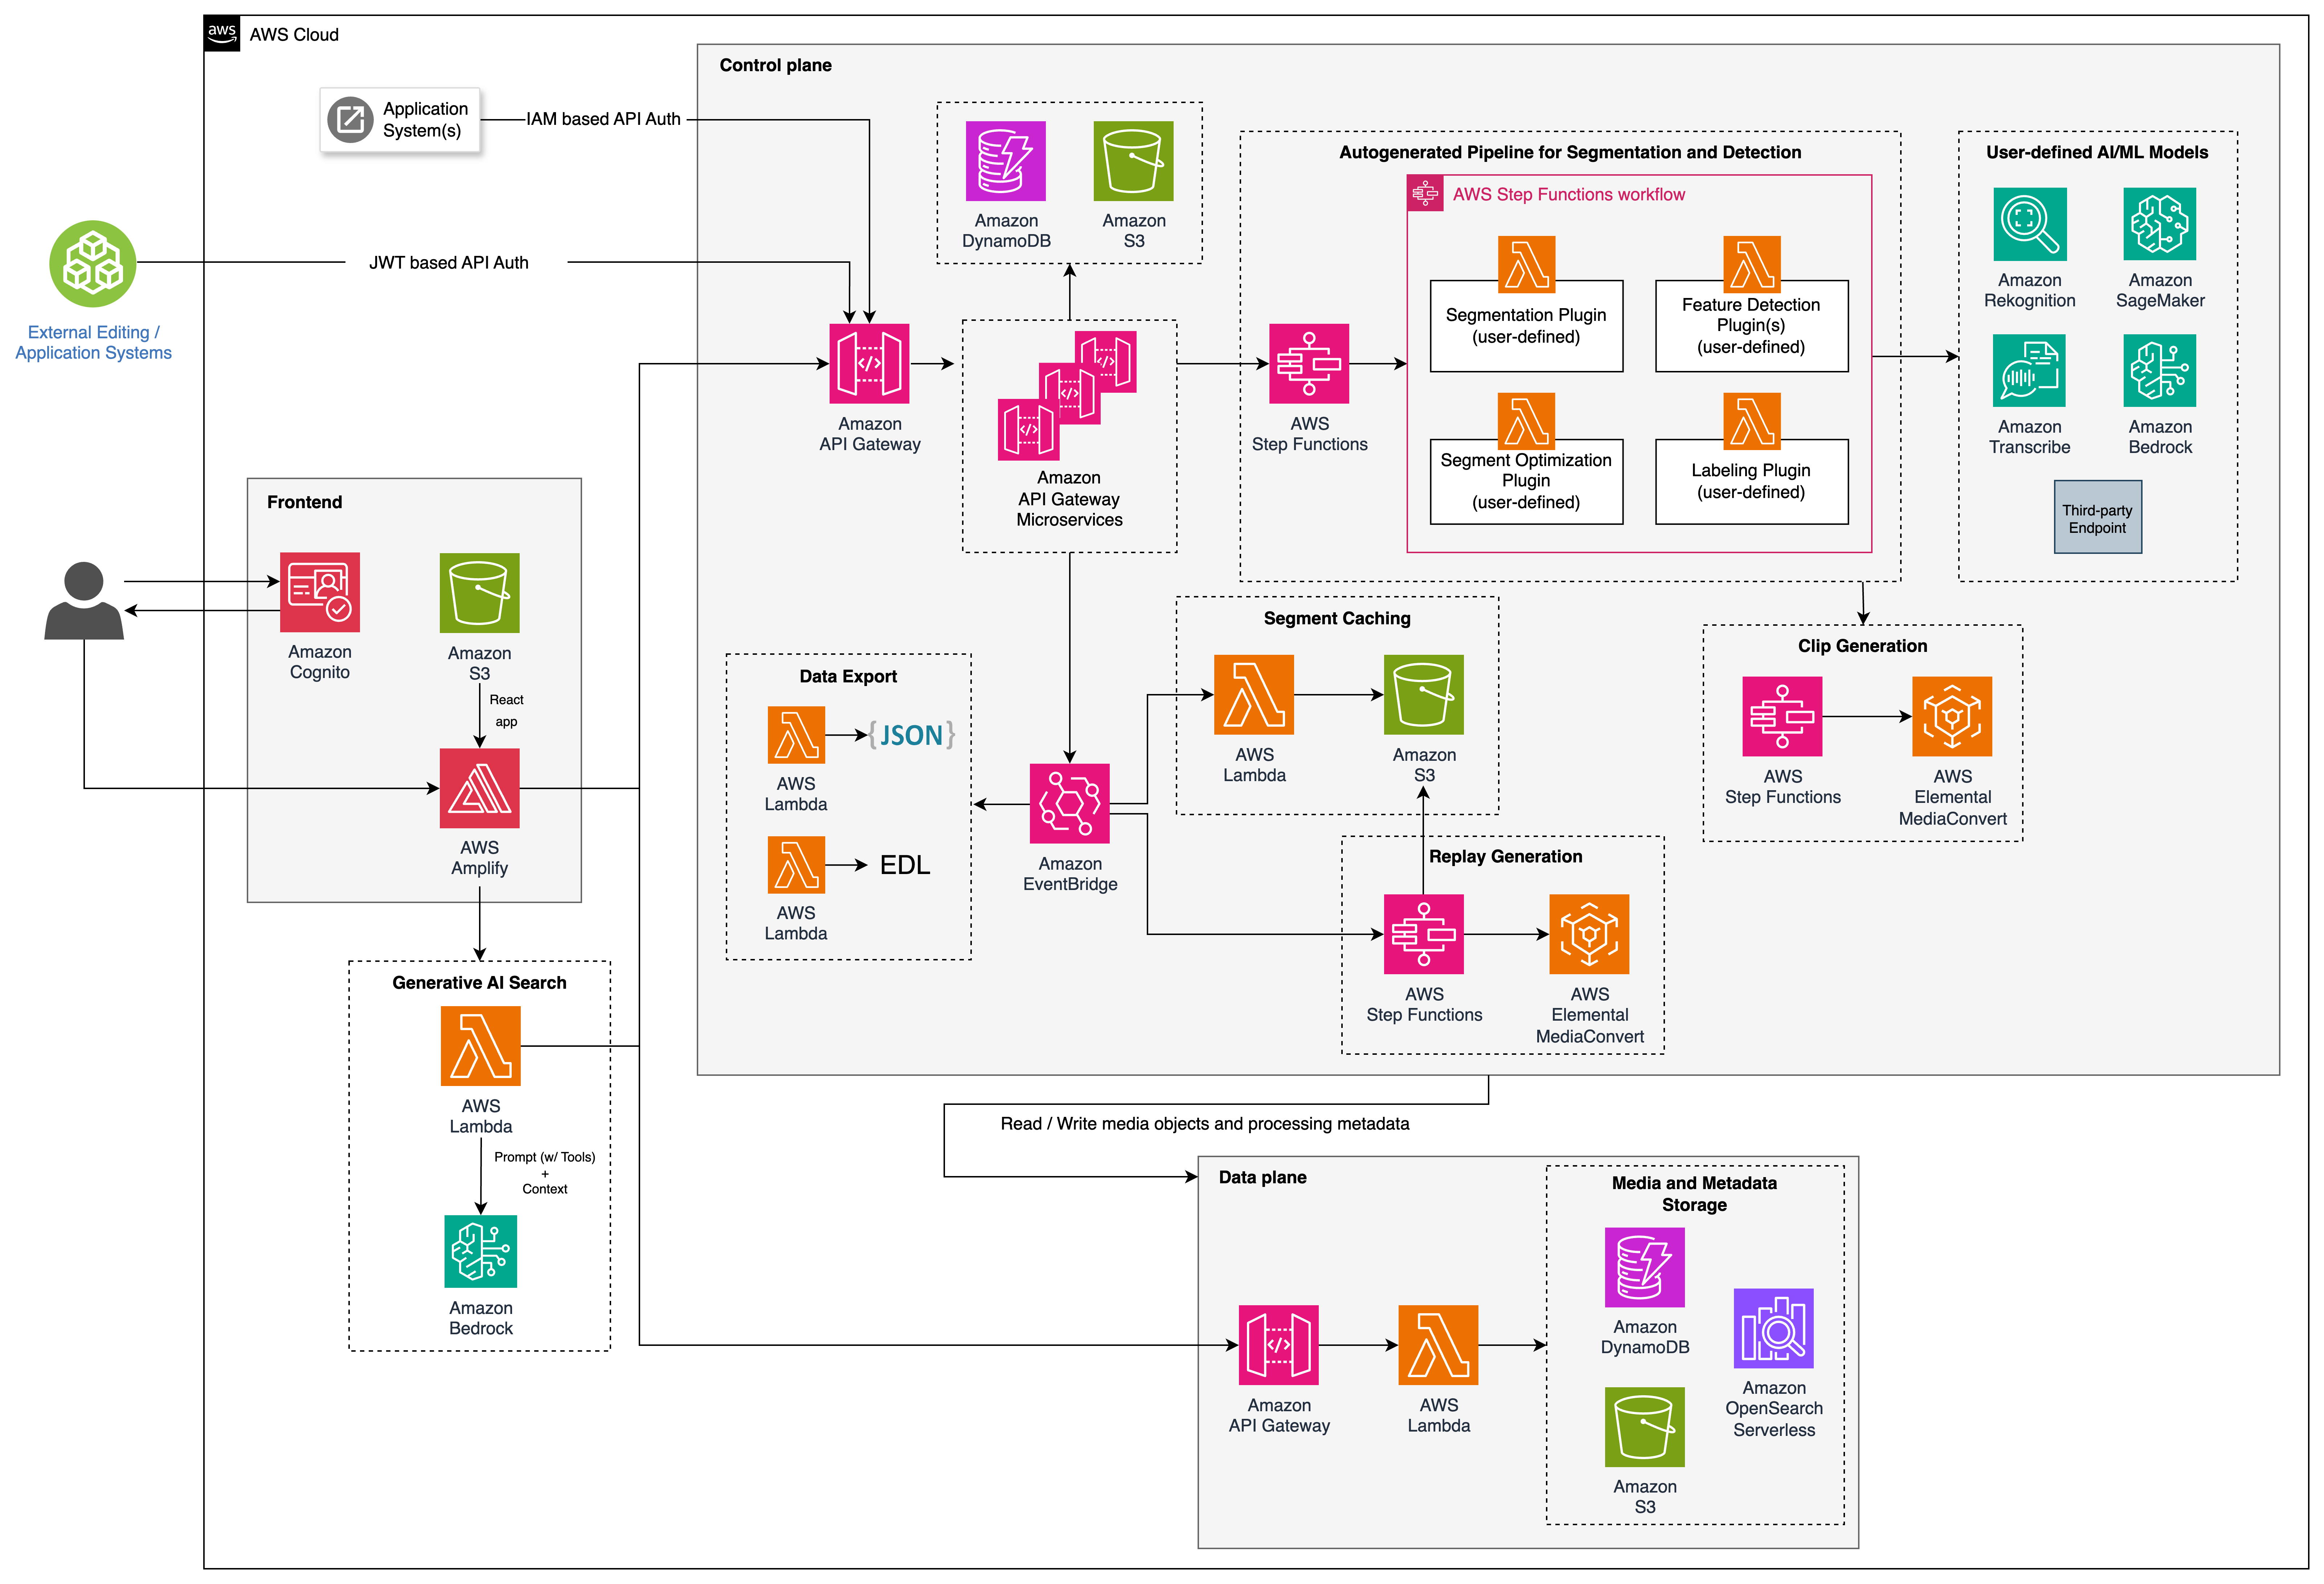 aws
AWS Cloud
Control plane
Application
System(s)
IAM based API Auth
Amazon
DynamoDB
Amazon
S3
Autogenerated Pipeline for Segmentation and Detection
AWS Step Functions workflow
Segmentation Plugin
(user-defined)
Feature Detection
Plugin(s)
(user-defined)
Segment Optimization
Plugin
(user-defined)
Labeling Plugin
(user-defined)
User-defined AI/ML Models
Amazon
Rekognition
Amazon
SageMaker
Amazon
Transcribe
Amazon
Bedrock
Third-party
Endpoint
JWT based API Auth
External Editing /
Application Systems
Amazon
API Gateway
Amazon
API Gateway
Microservices
AWS
Step Functions
Frontend
Amazon
Cognito
Amazon
S3
React
app
AWS
Amplify
Data Export
AWS
Lambda
{JSON}
AWS
Lambda
EDL
Amazon
EventBridge
Segment Caching
AWS
Lambda
Amazon
S3
Replay Generation
AWS
Step Functions
AWS
Elemental
MediaConvert
Clip Generation
AWS
Step Functions
AWS
Elemental
MediaConvert
Generative AI Search
AWS
Lambda
Prompt (w/ Tools)
+
Context
Amazon
Bedrock
Read / Write media objects and processing metadata
Data plane
Amazon
API Gateway
AWS
Lambda
Media and Metadata
Storage
Amazon
DynamoDB
Amazon
OpenSearch
Serverless
Amazon
S3